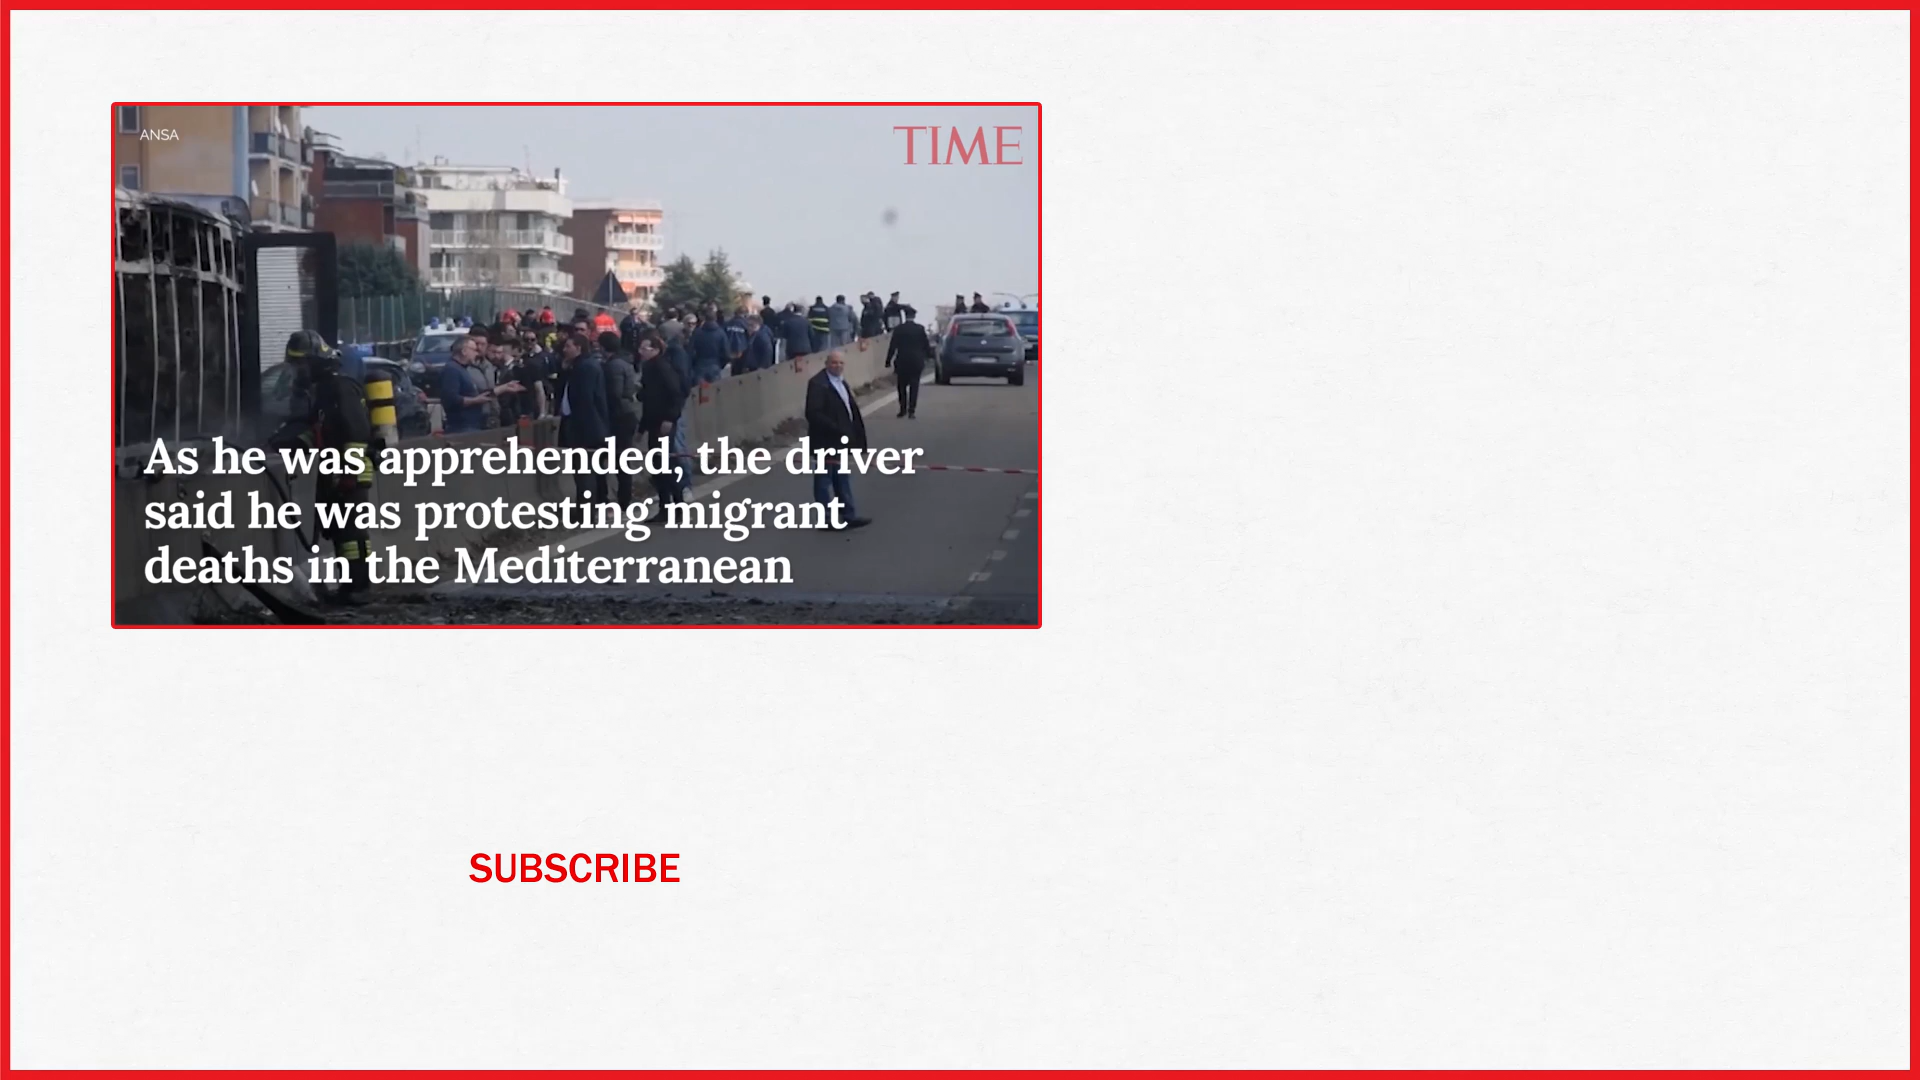 ANSA
TIME
As he was apprehended, the driver
said he was protesting migrant
deaths in the Mediterranean
SUBSCRIBE